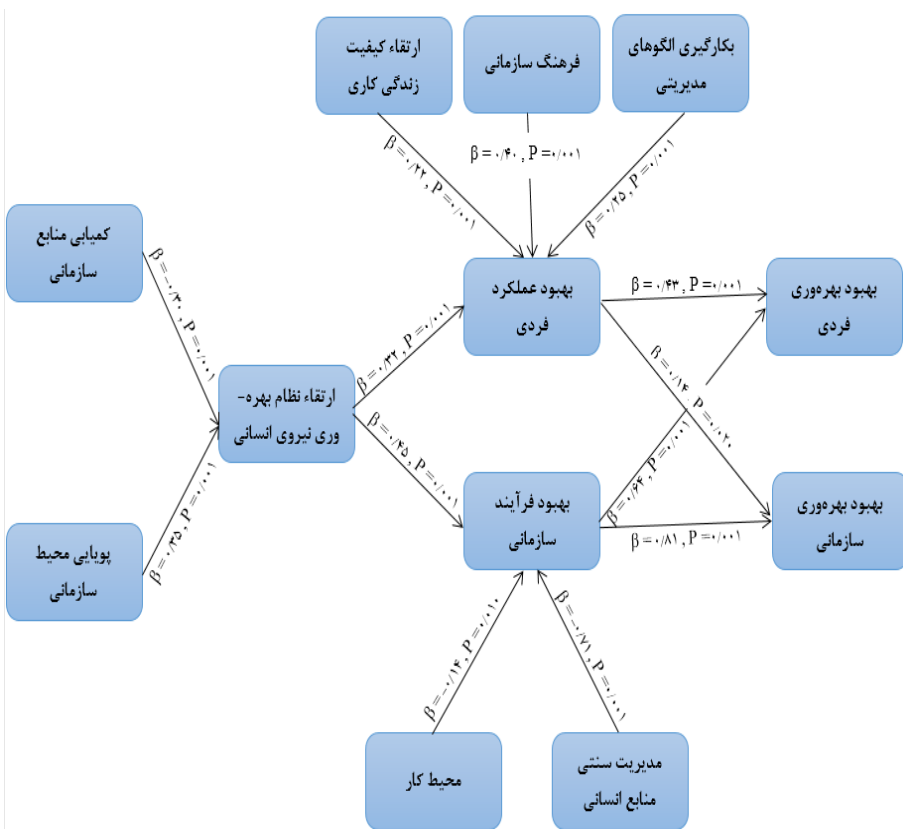 ارتقاء کیفیت
زندگی کاری
فرهنگ سازمانی
بکارگیری الگوهای
مدیریتی
β = ۰/۲۲ , P = ۰/۰۰۱
β = ۰/۴۰ , P = ۰/۰۰۱
β = ۰/۲۵ , P = ۰/۰۰۱
کمیابی منابع
سازمانی
β = -۰/۳۰ , P = ۰/۰۰۱
بهبود عملکرد
فردی
β = ۰/۴۳ , P = ۰/۰۰۱
بهبود بهره‌وری
فردی
β = ۰/۳۲ , P = ۰/۰۰۱
β = ۰/۱۴ , P = ۰/۰۲۰
ارتقاء نظام بهره-
وری نیروی انسانی
β = ۰/۴۵ , P = ۰/۰۰۱
β = ۰/۶۴ , P = ۰/۰۰۱
پویایی محیط
سازمانی
β = ۰/۳۵ , P = ۰/۰۰۱
بهبود فرآیند
سازمانی
β = ۰/۸۱ , P = ۰/۰۰۱
بهبود بهره‌وری
سازمانی
β = -۰/۱۴ , P = ۰/۰۱۰
β = -۰/۷۱ , P = ۰/۰۰۱
محیط کار
مدیریت سنتی
منابع انسانی